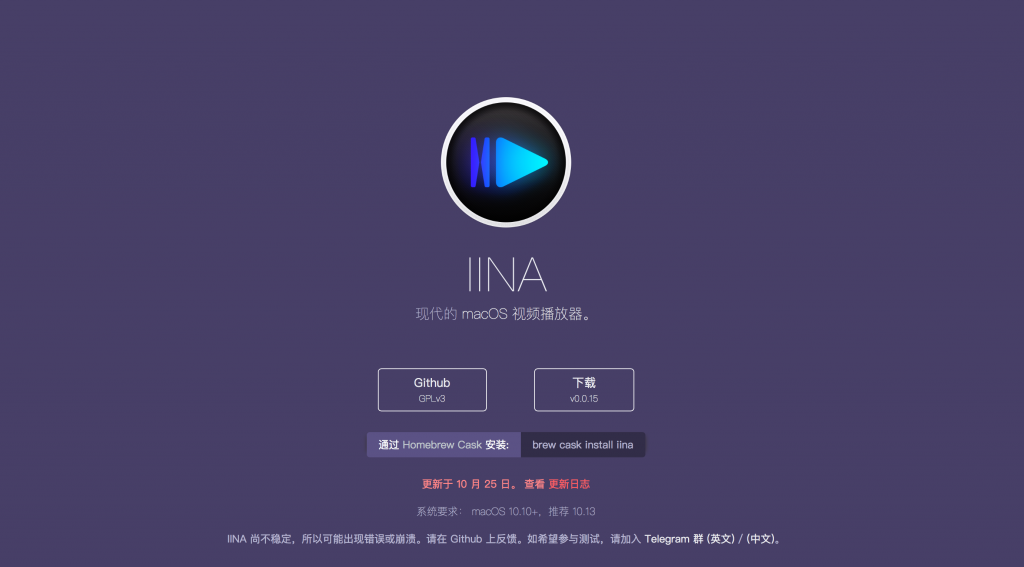 IINA
现代的 macOS 视频播放器。
Github
GPLv3
下载
v0.0.15
通过 Homebrew Cask 安装: brew cask install iina
更新于 10 月 25 日。 查看 更新日志
系统要求： macOS 10.10+，推荐 10.13
IINA 尚不稳定，所以可能出现错误或崩溃。请在 Github 上反馈。如希望参与测试，请加入 Telegram 群 (英文) / (中文)。